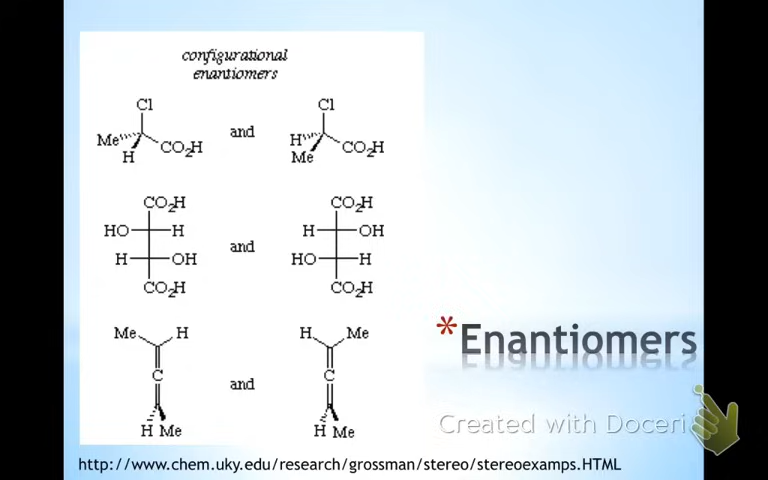 configurational
enantiomers
Cl Cl
Me H CO2H and H Me CO2H
CO2H CO2H
HO H H OH
and
H OH HO H
CO2H CO2H
Me H H Me
C and C
H Me H Me
*Enantiomers
Created with Doceri
http://www.chem.uky.edu/research/grossman/stereo/stereoexamps.HTML